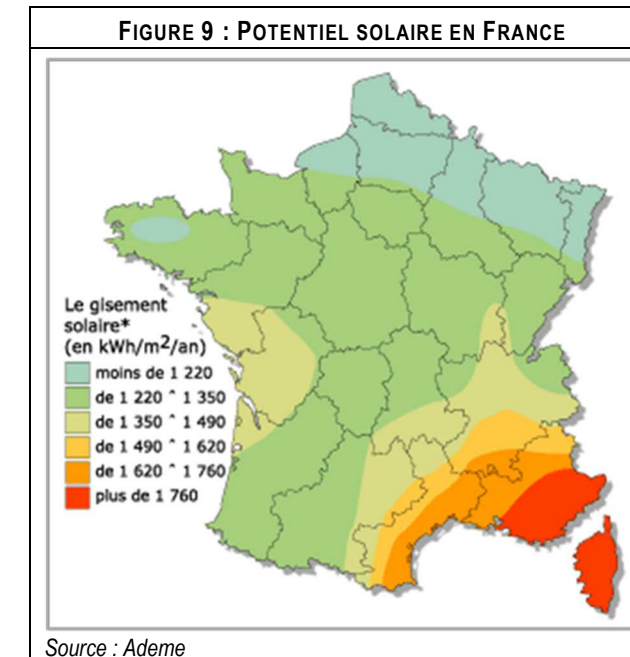 FIGURE 9 : POTENTIEL SOLAIRE EN FRANCE
Le gisement
solaire*
(en kWh/m2/an)
moins de 1 220
de 1 220 ^ 1 350
de 1 350 ^ 1 490
de 1 490 ^ 1 620
de 1 620 ^ 1 760
plus de 1 760
Source : Ademe